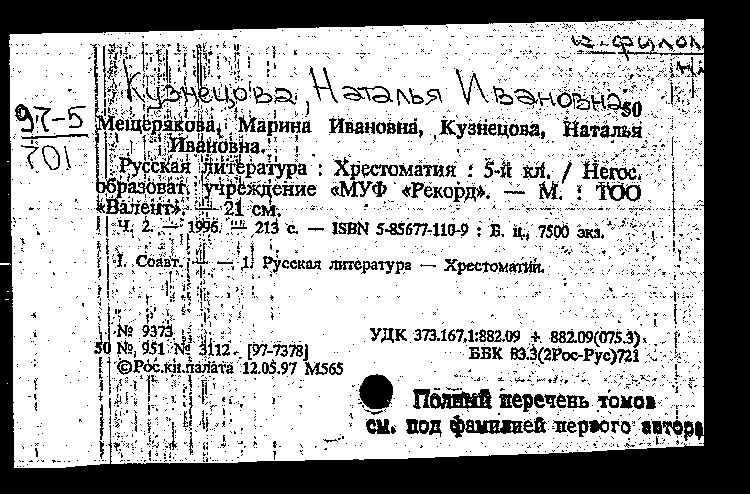 к. филол.
Кузнецова, Наталья Ивановна
97-5
701
50
Мещерякова, Марина Ивановна, Кузнецова, Наталья
Ивановна.
Русская литература : Хрестоматия : 5-й кл. / Негос.
образоват. учреждение «МУФ «Рекорд». — М. : ТОО
«Валент». — 21 см.
Ч. 2. — 1996. — 213 с. — ISBN 5-85677-110-9 : Б. ц., 7500 экз.
I. Соавт. — — 1. Русская литература — Хрестоматии.
№ 9373
50 №, 951 № 3112 [97-7378]
©Рос.кн.палата 12.05.97 М565
УДК 373.167.1:882.09 + 882.09(075.3)
ББК 83.3(2Рос-Рус)721
Полный перечень томов
см. под фамилией первого автора